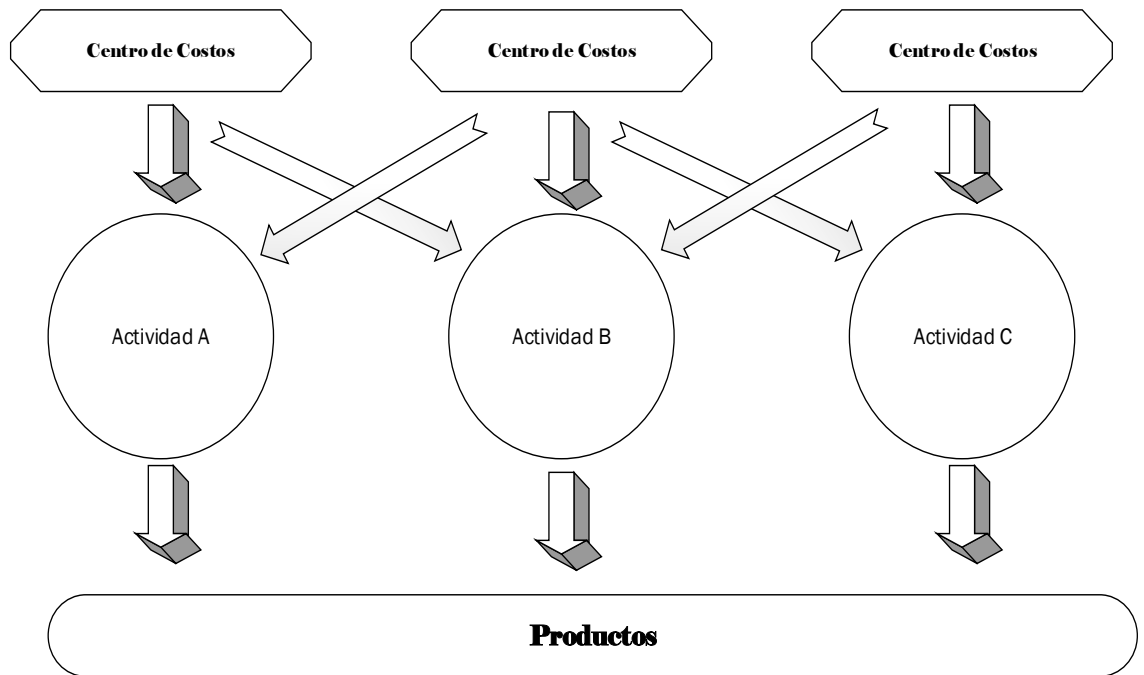 Centro de Costos
Centro de Costos
Centro de Costos
Actividad A
Actividad B
Actividad C
Productos